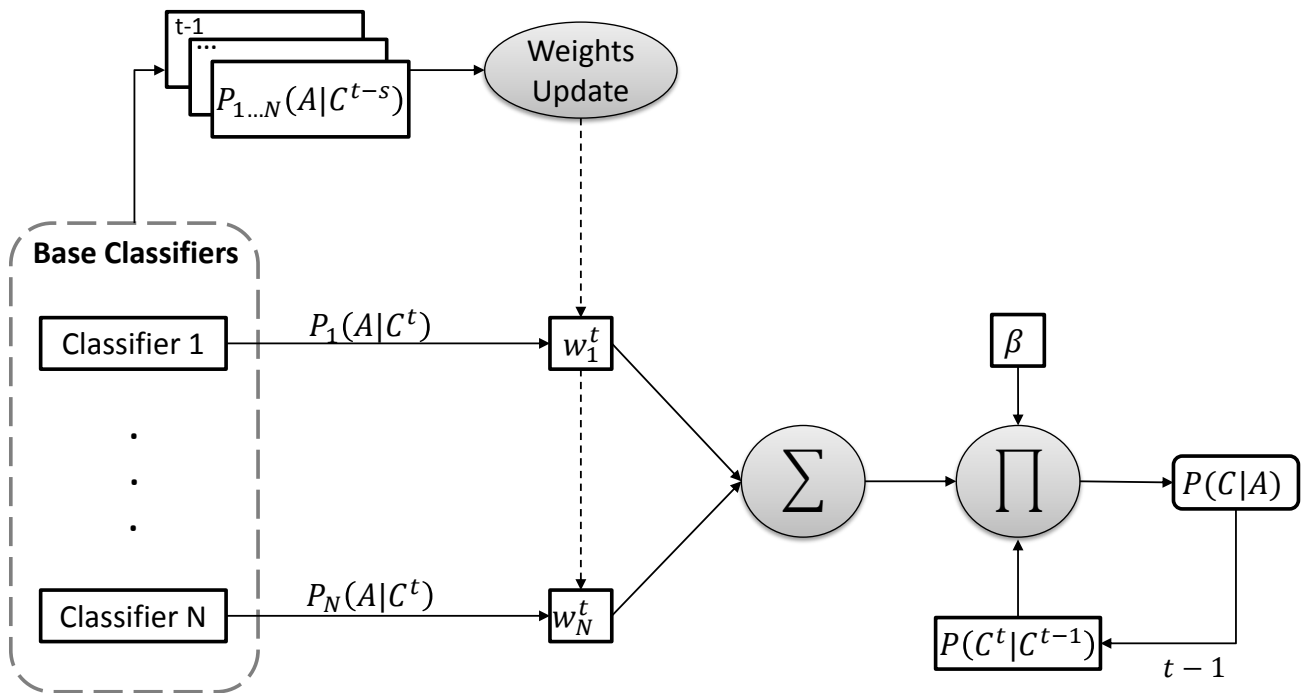 t-1
...
P_{1...N}(A|C^{t-s})
Weights
Update
Base Classifiers
Classifier 1
P_1(A|C^t)
w_1^t
β
.
.
.
∑
∏
P(C|A)
Classifier N
P_N(A|C^t)
w_N^t
P(C^t|C^{t-1})
t − 1